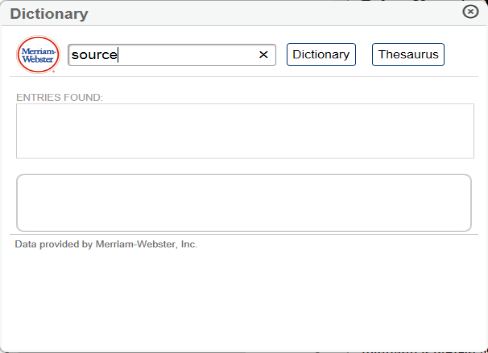 Dictionary
Merriam-
Webster
source
Dictionary
Thesaurus
ENTRIES FOUND:
Data provided by Merriam-Webster, Inc.